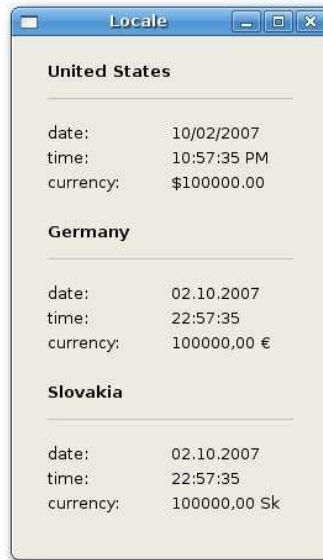 Locale
United States
date: 10/02/2007
time: 10:57:35 PM
currency: $100000.00
Germany
date: 02.10.2007
time: 22:57:35
currency: 100000,00 €
Slovakia
date: 02.10.2007
time: 22:57:35
currency: 100000,00 Sk